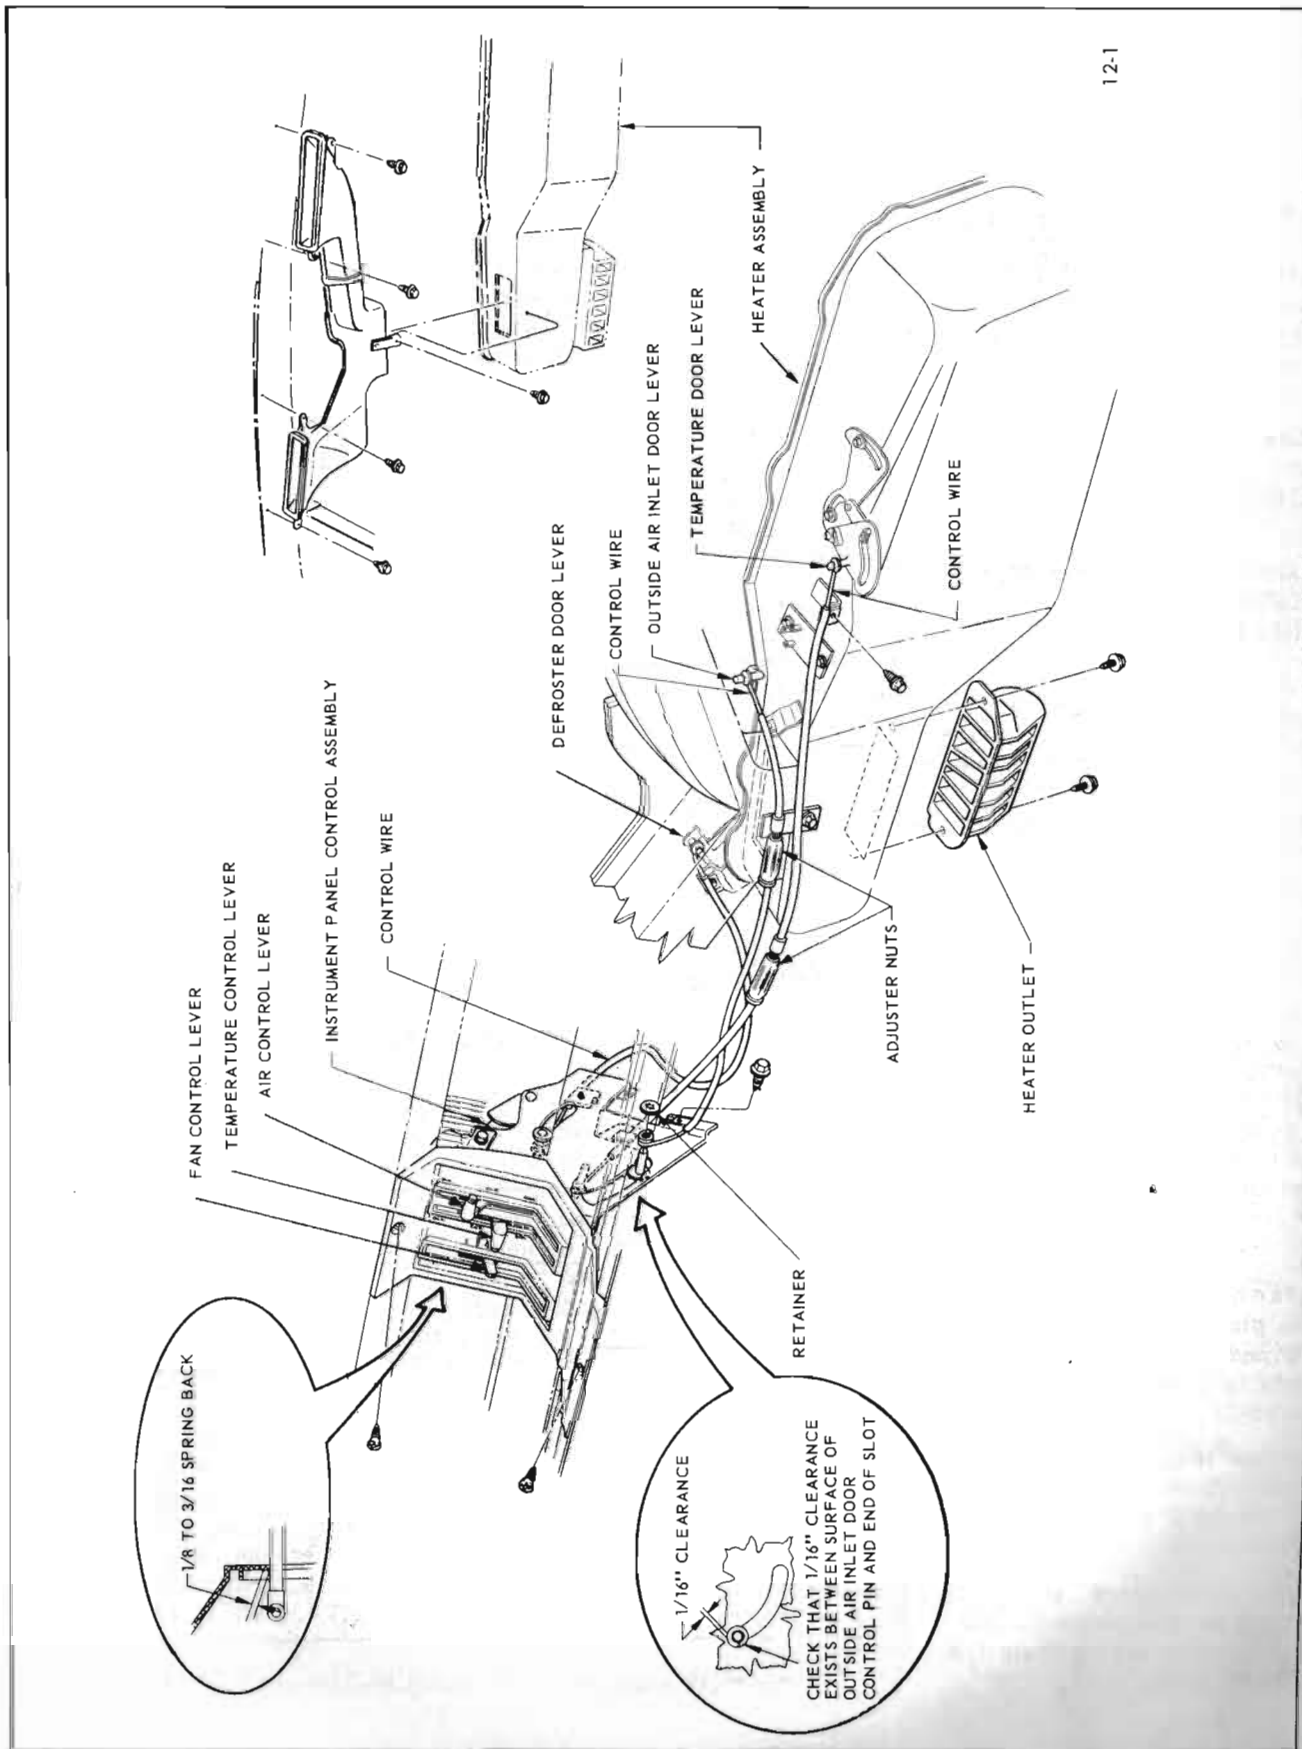 1/8 TO 3/16 SPRING BACK
FAN CONTROL LEVER
TEMPERATURE CONTROL LEVER
AIR CONTROL LEVER
INSTRUMENT PANEL CONTROL ASSEMBLY
CONTROL WIRE
DEFROSTER DOOR LEVER
CONTROL WIRE
OUTSIDE AIR INLET DOOR LEVER
TEMPERATURE DOOR LEVER
HEATER ASSEMBLY
CONTROL WIRE
1/16" CLEARANCE
CHECK THAT 1/16" CLEARANCE
EXISTS BETWEEN SURFACE OF
OUTSIDE AIR INLET DOOR
CONTROL PIN AND END OF SLOT
RETAINER
ADJUSTER NUTS
HEATER OUTLET
12-1